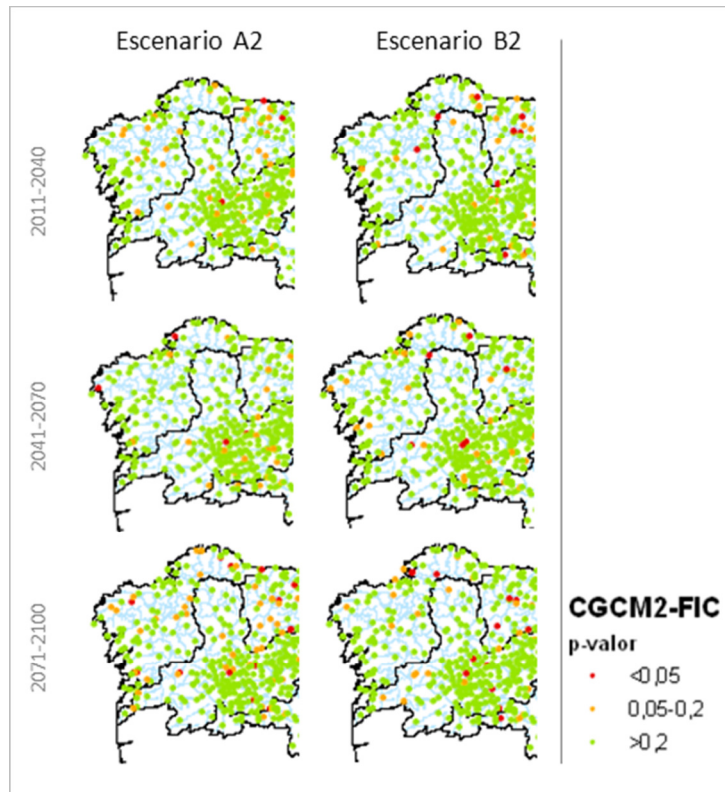 Escenario A2
Escenario B2
2011-2040
2041-2070
2071-2100
CGCM2-FIC
p-valor
<0,05
0,05-0,2
>0,2